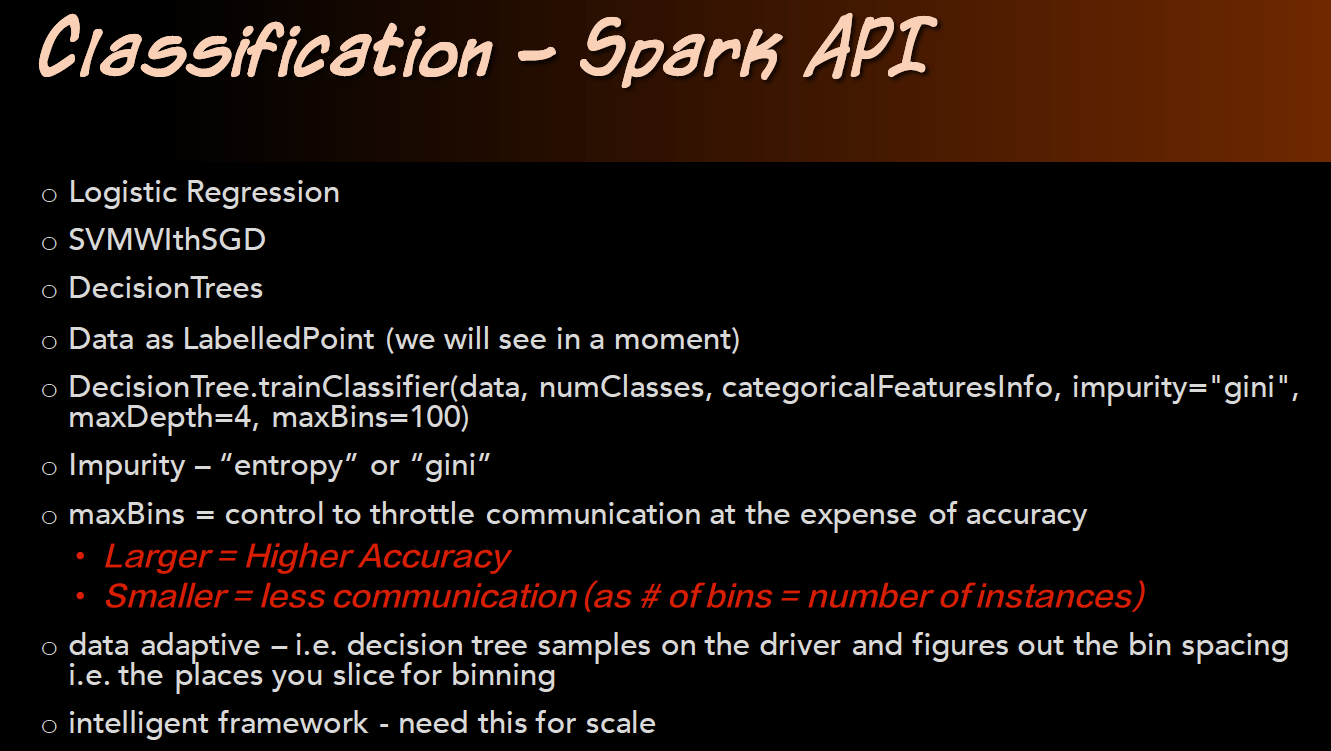 Classification – Spark API
○ Logistic Regression
○ SVMWIthSGD
○ DecisionTrees
○ Data as LabelledPoint (we will see in a moment)
○ DecisionTree.trainClassifier(data, numClasses, categoricalFeaturesInfo, impurity="gini",
maxDepth=4, maxBins=100)
○ Impurity – “entropy” or “gini”
○ maxBins = control to throttle communication at the expense of accuracy
• Larger = Higher Accuracy
• Smaller = less communication (as # of bins = number of instances)
○ data adaptive – i.e. decision tree samples on the driver and figures out the bin spacing
i.e. the places you slice for binning
○ intelligent framework - need this for scale